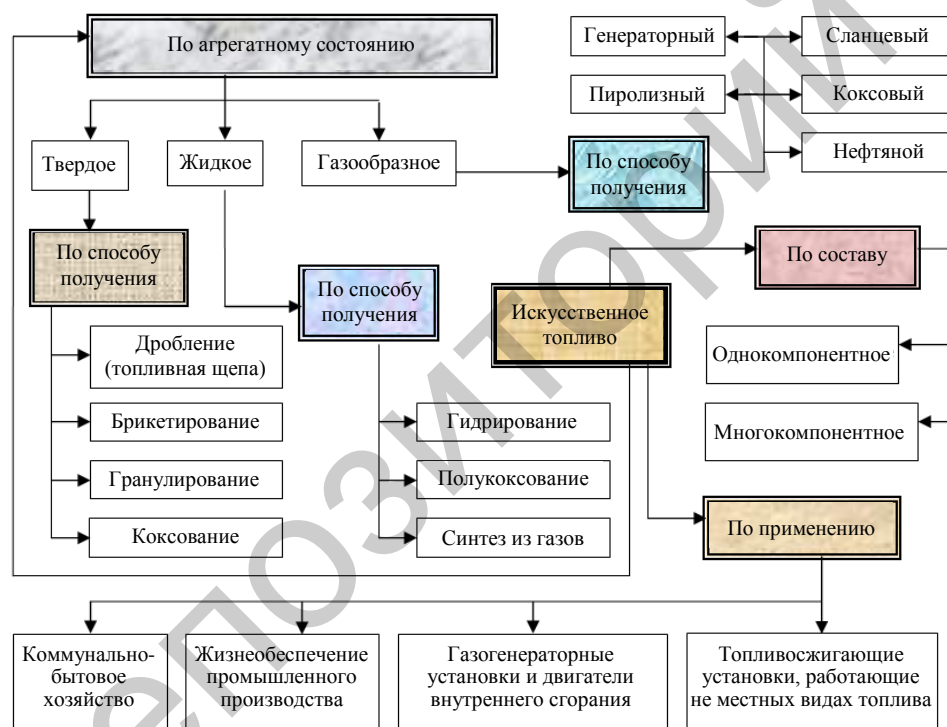 По агрегатному состоянию
Генераторный
Сланцевый
Пиролизный
Коксовый
Нефтяной
Твердое
Жидкое
Газообразное
По способу
получения
По способу
получения
По способу
получения
По составу
Искусственное
топливо
Дробление
(топливная щепа)
Брикетирование
Гранулирование
Коксование
Гидрирование
Полукоксование
Синтез из газов
Однокомпонентное
Многокомпонентное
По применению
Коммунально-
бытовое
хозяйство
Жизнеобеспечение
промышленного
производства
Газогенераторные
установки и двигатели
внутреннего сгорания
Топливосжигающие
установки, работающие
не местных видах топлива
епозиторий